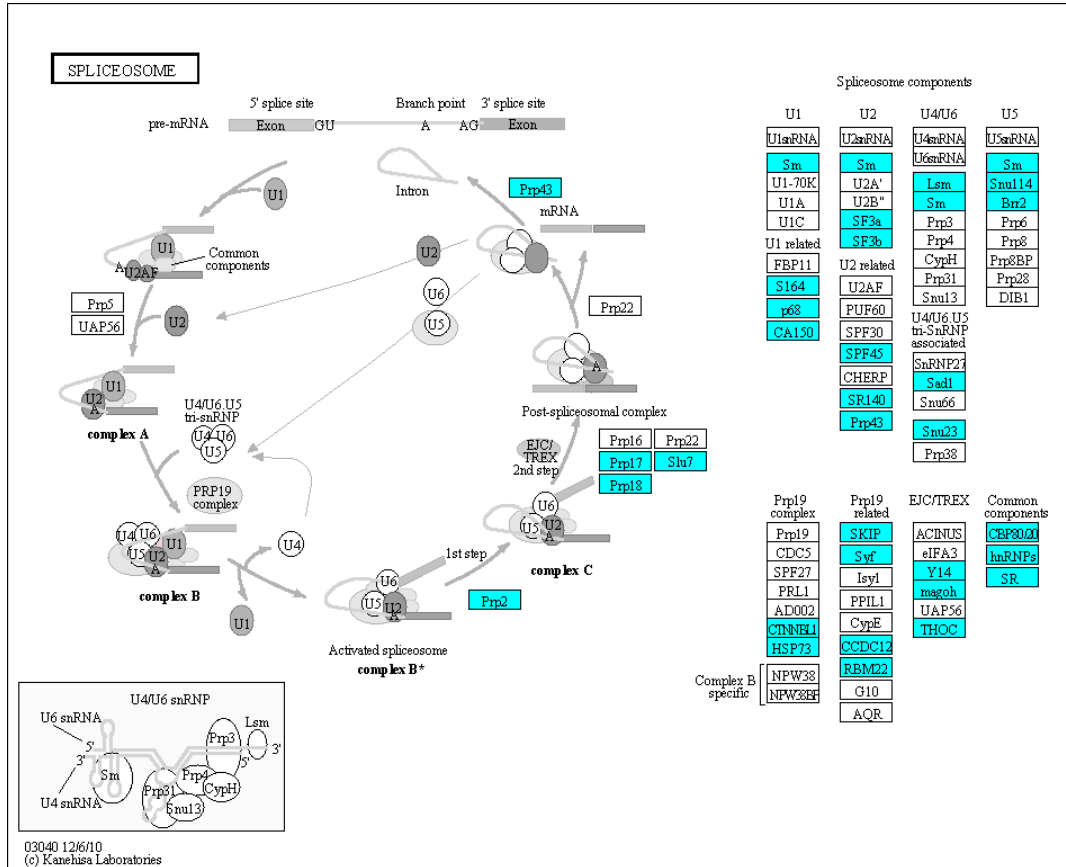 SPLICEOSOME
5' splice site
Branch point
3' splice site
pre-mRNA
Exon
GU
A
AG
Exon
U1
Intron
Prp43
mRNA
U1
A
U2AF
Common
components
U2
U6
U5
Prp5
UAP56
U2
Prp22
U1
U2
A
complex A
U4/U6.U5
tri-snRNP
U4
U6
U5
A
Post-spliceosomal complex
EJC/
TREX
2nd step
Prp16
Prp22
Prp17
Slu7
Prp18
PRP19
complex
U4
U6
U5
U1
U2
A
complex B
U4
U1
1st step
U6
U5
U2
A
complex C
U6
U5
U2
A
Prp2
Activated spliceosome
complex B*
U4/U6 snRNP
U6 snRNA
5'
3'
Sm
U4 snRNA
Prp31
Prp4
Snu13
CypH
Prp3
Lsm
5'
3'
03040 12/6/10
(c) Kanehisa Laboratories
Spliceosome components
U1
U1snRNA
Sm
U1-70K
U1A
U1C
U1 related
FBP11
S164
p68
CA150
U2
U2snRNA
Sm
U2A'
U2B"
SF3a
SF3b
U2 related
U2AF
PUF60
SPF30
SPF45
CHERP
SR140
Prp43
U4/U6
U4snRNA
U6snRNA
Lsm
Sm
Prp3
Prp4
CypH
Prp31
Snu13
U4/U6.U5
tri-SnRNP
associated
SnRNP27
Sad1
Snu66
Snu23
Prp38
U5
U5snRNA
Sm
Snu114
Brr2
Prp6
Prp8
Prp8BP
Prp28
DIB1
Prp19
complex
Prp19
CDC5
SPF27
PRL1
AD002
CTNNBL1
HSP73
Complex B
specific
NPW38
NPW38BP
Prp19
related
SKIP
Syf
Isy1
PPIL1
CypE
CCDC12
RBM22
G10
AQR
EJC/TREX
ACINUS
eIFA3
Y14
magoh
UAP56
THOC
Common
components
CBP80/20
hnRNPs
SR